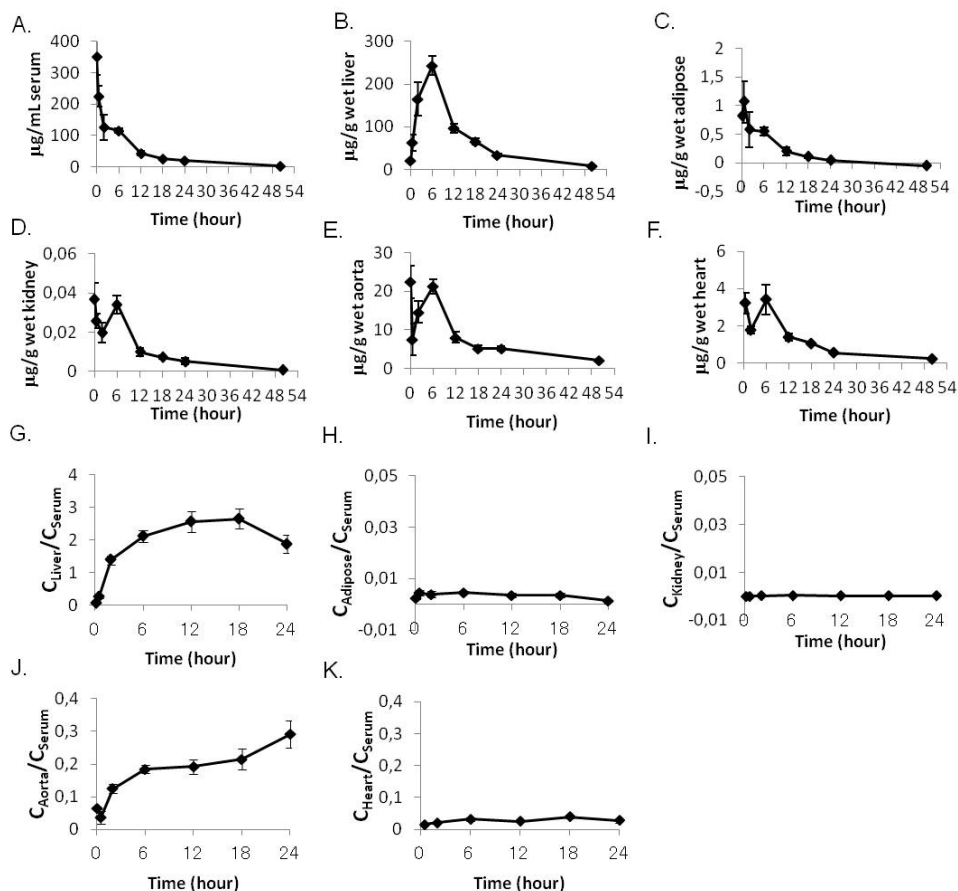 A.
µg/mL serum
400
300
200
100
0
0 6 12 18 24 30 36 42 48 54
Time (hour)
B.
µg/g wet liver
300
200
100
0
0 6 12 18 24 30 36 42 48 54
Time (hour)
C.
µg/g wet adipose
2
1,5
1
0,5
0
-0,5
0 6 12 18 24 30 36 42 48 54
Time (hour)
D.
µg/g wet kidney
0,06
0,04
0,02
0
0 6 12 18 24 30 36 42 48 54
Time (hour)
E.
µg/g wet aorta
30
20
10
0
0 6 12 18 24 30 36 42 48 54
Time (hour)
F.
µg/g wet heart
6
4
2
0
0 6 12 18 24 30 36 42 48 54
Time (hour)
G.
CLiver/CSerum
4
3
2
1
0
0 6 12 18 24
Time (hour)
H.
CAdipose/CSerum
0,05
0,03
0,01
-0,01
0 6 12 18 24
Time (hour)
I.
CKidney/CSerum
0,05
0,03
0,01
-0,01
0 6 12 18 24
Time (hour)
J.
CAorta/CSerum
0,4
0,3
0,2
0,1
0
0 6 12 18 24
Time (hour)
K.
CHeart/CSerum
0,4
0,3
0,2
0,1
0
0 6 12 18 24
Time (hour)